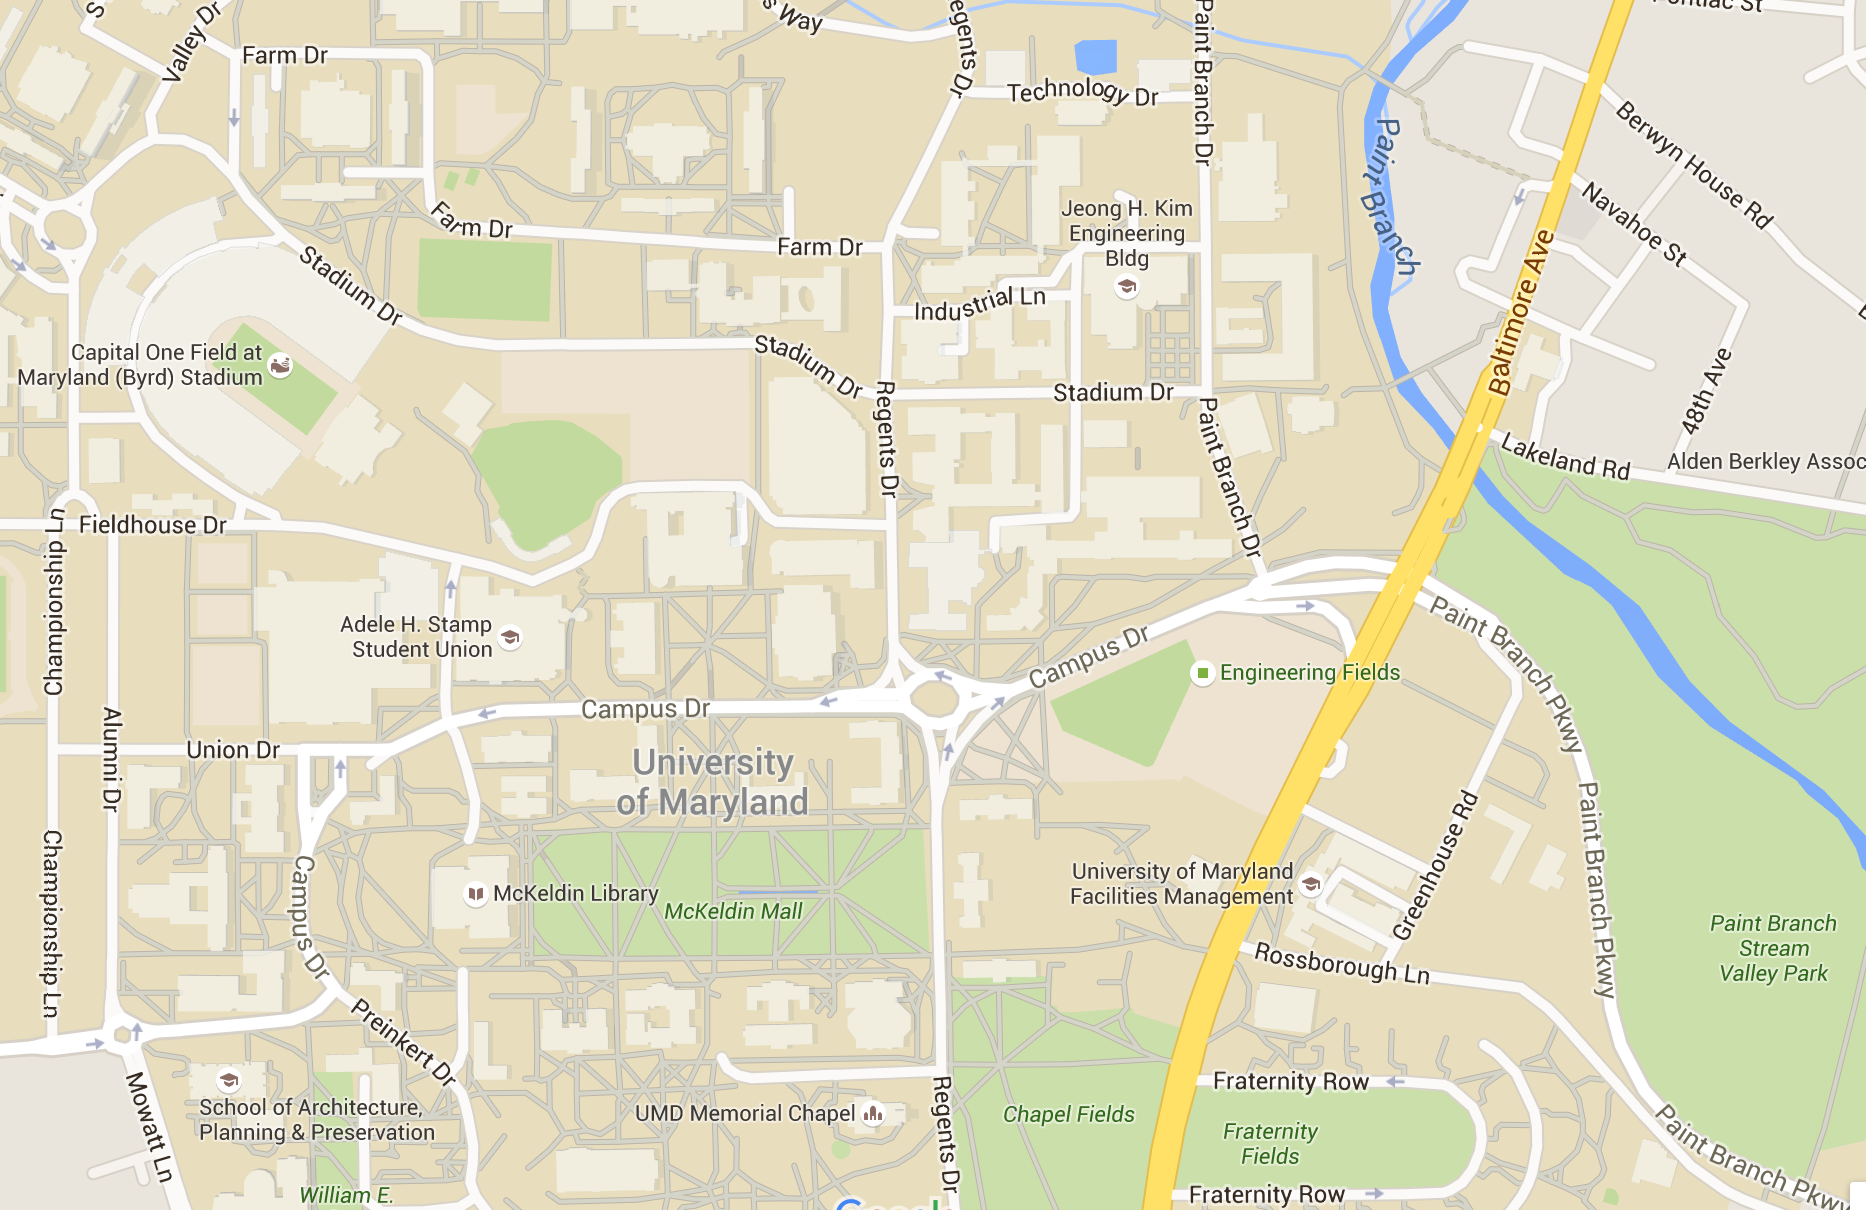 s Way
Pontiac St
Valley Dr
Farm Dr
Regents Dr
Paint Branch Dr
Technology Dr
Berwyn House Rd
Paint Branch
Navahoe St
Jeong H. Kim
Engineering
Bldg
Farm Dr
Farm Dr
Stadium Dr
Industrial Ln
Baltimore Ave
Capital One Field at
Maryland (Byrd) Stadium
Stadium Dr
Regents Dr
Stadium Dr
48th Ave
Paint Branch Dr
Lakeland Rd
Alden Berkley Assoc
Fieldhouse Dr
Championship Ln
Adele H. Stamp
Student Union
Campus Dr
Paint Branch Pkwy
Engineering Fields
Campus Dr
Alumni Dr
Union Dr
University
of Maryland
Paint Branch Pkwy
Greenhouse Rd
Championship Ln
Campus Dr
McKeldin Library
McKeldin Mall
University of Maryland
Facilities Management
Rossborough Ln
Paint Branch
Stream
Valley Park
Preinkert Dr
Mowatt Ln
School of Architecture,
Planning & Preservation
UMD Memorial Chapel
Regents Dr
Chapel Fields
Fraternity Row
Fraternity
Fields
Paint Branch Pkwy
William E.
Fraternity Row
Google